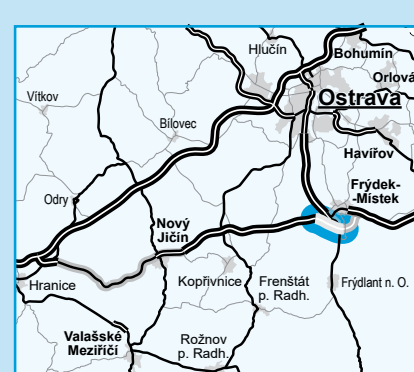 Hlučín
Bohumín
Orlová
Vítkov
Ostrava
Bílovec
Havířov
Frýdek-
-Místek
Odry
Nový
Jičín
Hranice
Kopřivnice
Frenštát
p. Radh.
Frýdlant n. O.
Valašské
Meziříčí
Rožnov
p. Radh.